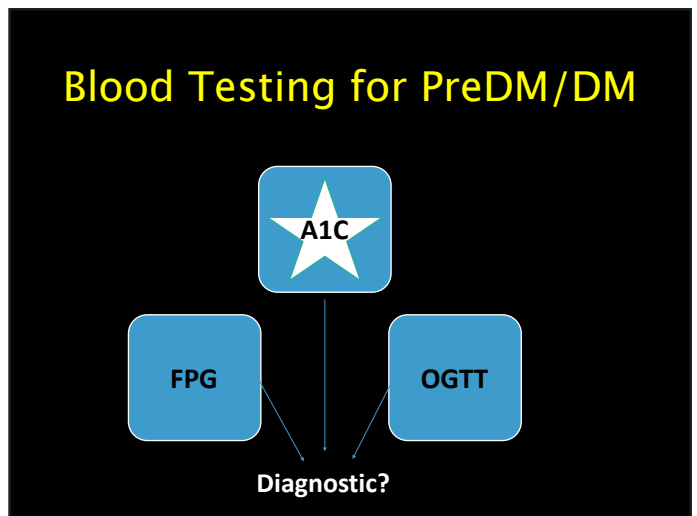 Blood Testing for PreDM/DM
A1C
FPG
OGTT
Diagnostic?